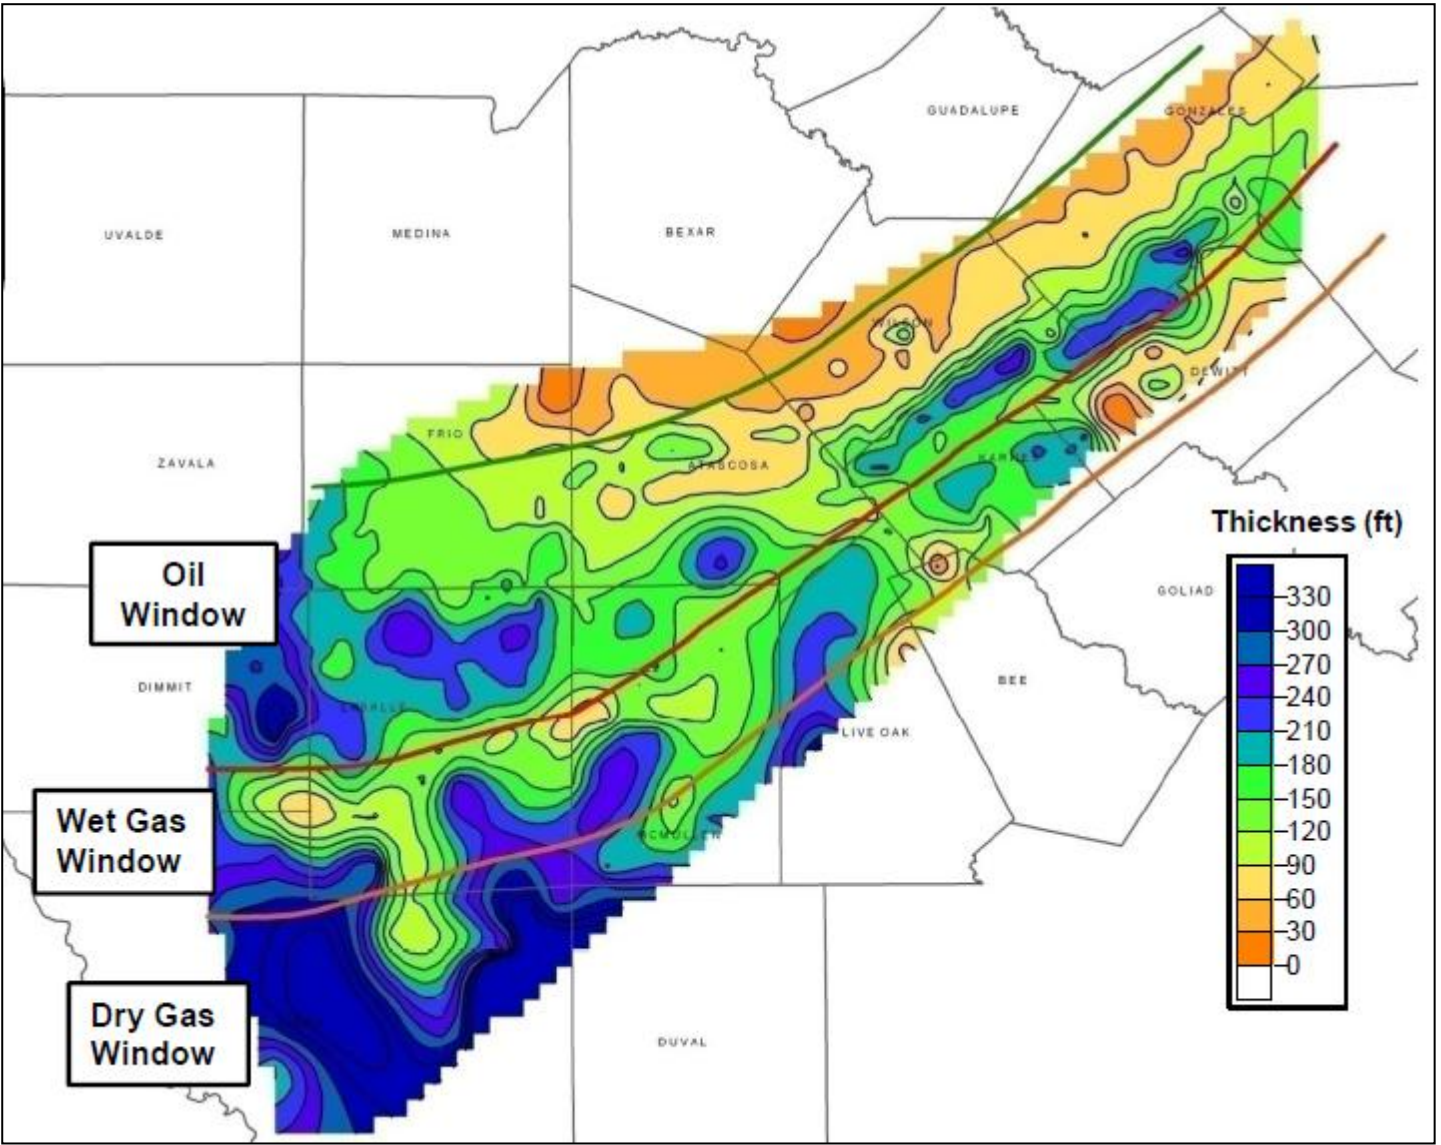 GUADALUPE
GONZALES
UVALDE
MEDINA
BEXAR
WILSON
DEWITT
FRIO
ZAVALA
ATASCOSA
KARNES
Thickness (ft)
Oil
Window
330
300
270
240
210
180
150
120
90
60
30
0
GOLIAD
DIMMIT
LASALLE
BEE
LIVE OAK
Wet Gas
Window
MCMULLEN
Dry Gas
Window
DUVAL